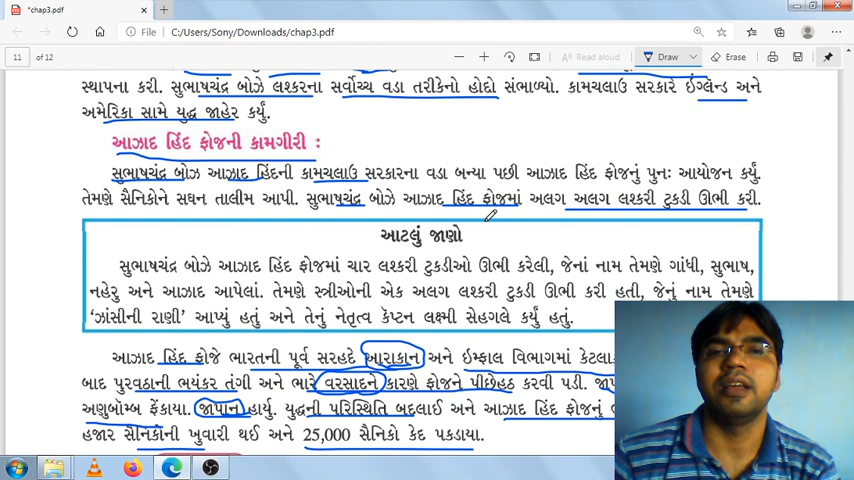 *chap3.pdf
File
C:/Users/Sony/Downloads/chap3.pdf
11 of 12
Read aloud
Draw
Erase
સ્થાપના કરી. સુભાષચંદ્ર બોઝે લશ્કરના સર્વોચ્ચ વડા તરીકેનો હોદ્દો સંભાળ્યો. કામચલાઉ સરકારે ઇંગ્લેન્ડ અને
અમેરિકા સામે યુદ્ધ જાહેર કર્યું.
આઝાદ હિંદ ફોજની કામગીરી :
સુભાષચંદ્ર બોઝ આઝાદ હિંદની કામચલાઉ સરકારના વડા બન્યા પછી આઝાદ હિંદ ફોજનું પુનઃ આયોજન કર્યું.
તેમણે સૈનિકોને સઘન તાલીમ આપી. સુભાષચંદ્ર બોઝે આઝાદ હિંદ ફોજમાં અલગ અલગ લશ્કરી ટુકડી ઊભી કરી.
આટલું જાણો
સુભાષચંદ્ર બોઝે આઝાદ હિંદ ફોજમાં ચાર લશ્કરી ટુકડીઓ ઊભી કરેલી, જેનાં નામ તેમણે ગાંધી, સુભાષ,
નહેરુ અને આઝાદ આપેલાં. તેમણે સ્ત્રીઓની એક અલગ લશ્કરી ટુકડી ઊભી કરી હતી, જેનું નામ તેમણે
‘ઝાંસીની રાણી’ આપ્યું હતું અને તેનું નેતૃત્વ કેપ્ટન લક્ષ્મી સેહગલે કર્યું હતું.
આઝાદ હિંદ ફોજે ભારતની પૂર્વ સરહદે આરાકાન અને ઇમ્ફાલ વિભાગમાં કેટલાક
બાદ પુરવઠાની ભયંકર તંગી અને ભારે વરસાદને કારણે ફોજને પીછેહઠ કરવી પડી.
અણુબૉમ્બ ફેંકાયા. જાપાન હાર્યું. યુદ્ધની પરિસ્થિતિ બદલાઈ અને આઝાદ હિંદ ફોજનું
હજાર સૈનિકોની ખુવારી થઈ અને 25,000 સૈનિકો કેદ પકડાયા.